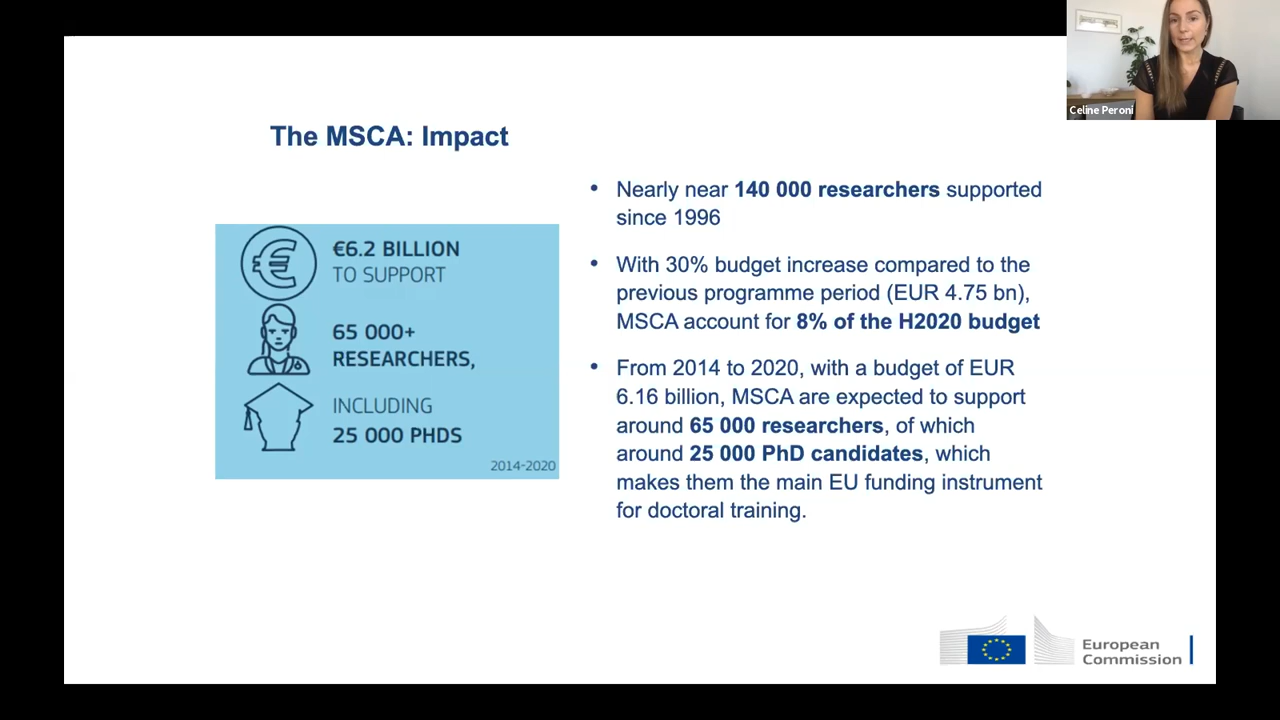 Celine Peroni
The MSCA: Impact
€6.2 BILLION
TO SUPPORT
65 000+
RESEARCHERS,
INCLUDING
25 000 PHDS
2014-2020
• Nearly near 140 000 researchers supported
since 1996
• With 30% budget increase compared to the
previous programme period (EUR 4.75 bn),
MSCA account for 8% of the H2020 budget
• From 2014 to 2020, with a budget of EUR
6.16 billion, MSCA are expected to support
around 65 000 researchers, of which
around 25 000 PhD candidates, which
makes them the main EU funding instrument
for doctoral training.
European
Commission